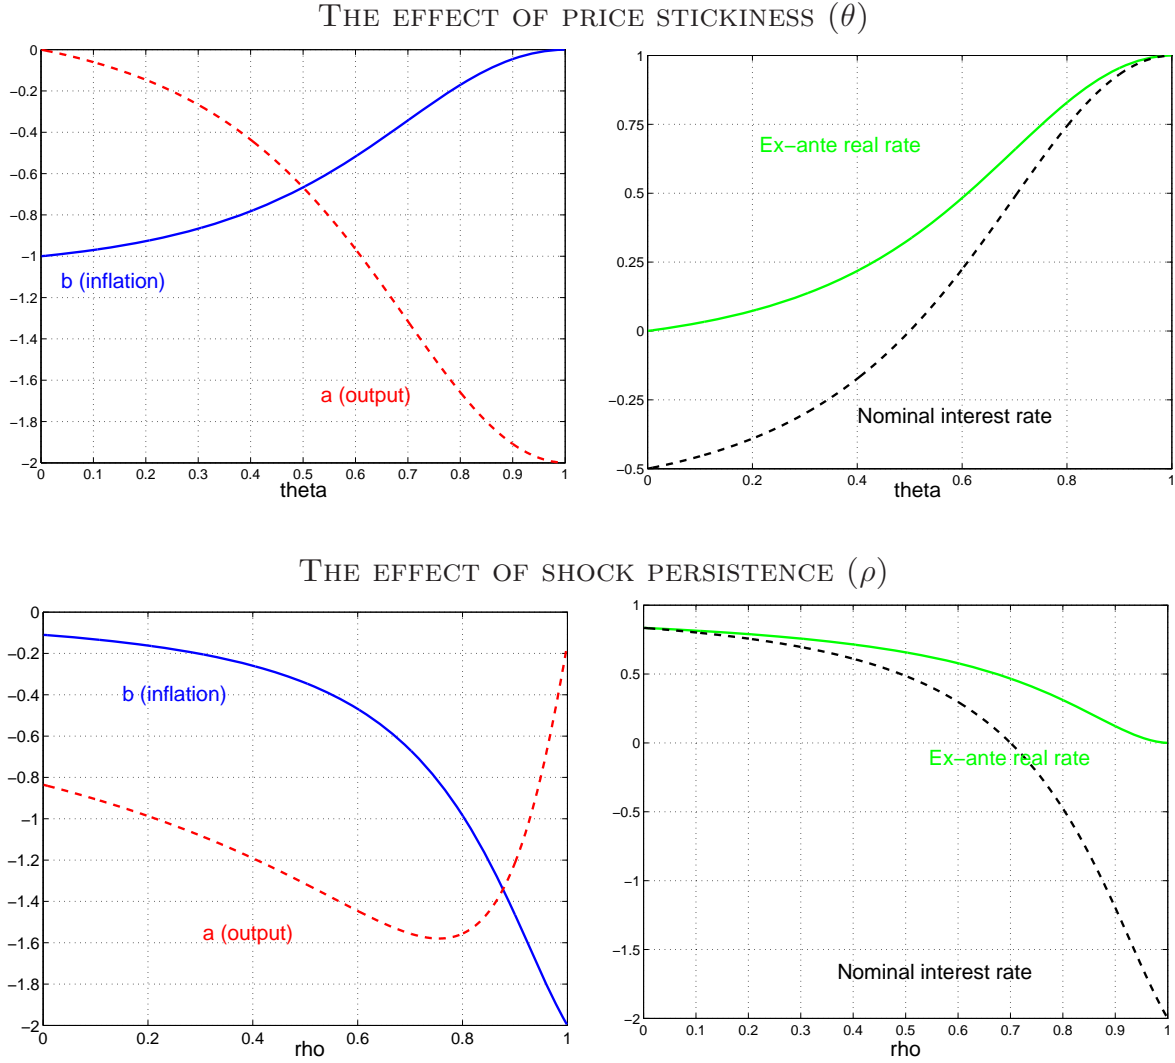 THE EFFECT OF PRICE STICKINESS (θ)
0
−0.2
−0.4
−0.6
−0.8
−1
−1.2
−1.4
−1.6
−1.8
−2
b (inflation)
a (output)
0 0.1 0.2 0.3 0.4 0.5 0.6 0.7 0.8 0.9 1
theta
1
0.75
0.5
0.25
0
−0.25
−0.5
Ex−ante real rate
Nominal interest rate
0 0.2 0.4 0.6 0.8 1
theta
THE EFFECT OF SHOCK PERSISTENCE (ρ)
0
−0.2
−0.4
−0.6
−0.8
−1
−1.2
−1.4
−1.6
−1.8
−2
b (inflation)
a (output)
0 0.2 0.4 0.6 0.8 1
rho
1
0.5
0
−0.5
−1
−1.5
−2
Ex−ante real rate
Nominal interest rate
0 0.1 0.2 0.3 0.4 0.5 0.6 0.7 0.8 0.9 1
rho